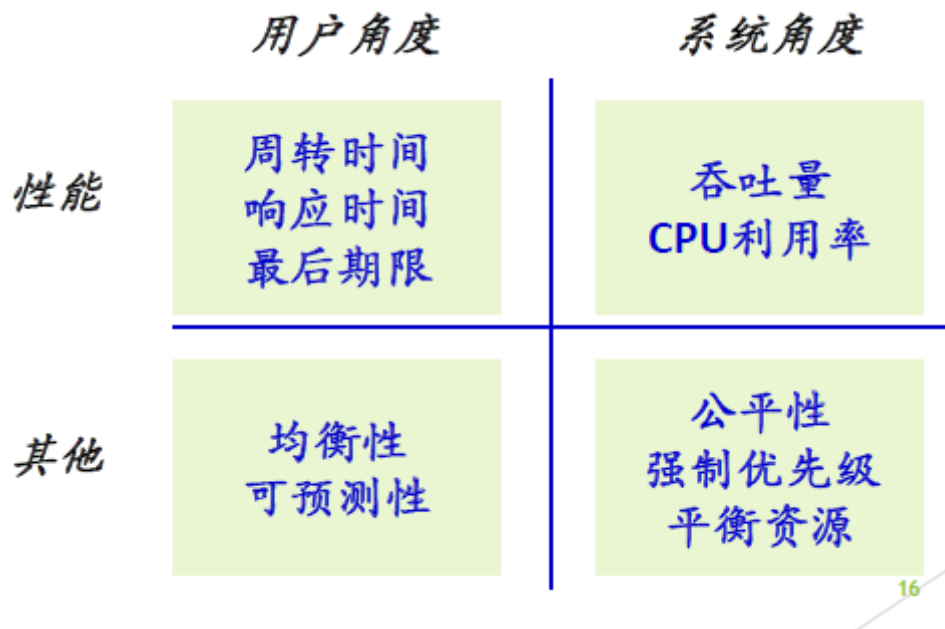 用户角度
系统角度
性能
周转时间
响应时间
最后期限
吞吐量
CPU利用率
其他
均衡性
可预测性
公平性
强制优先级
平衡资源
16